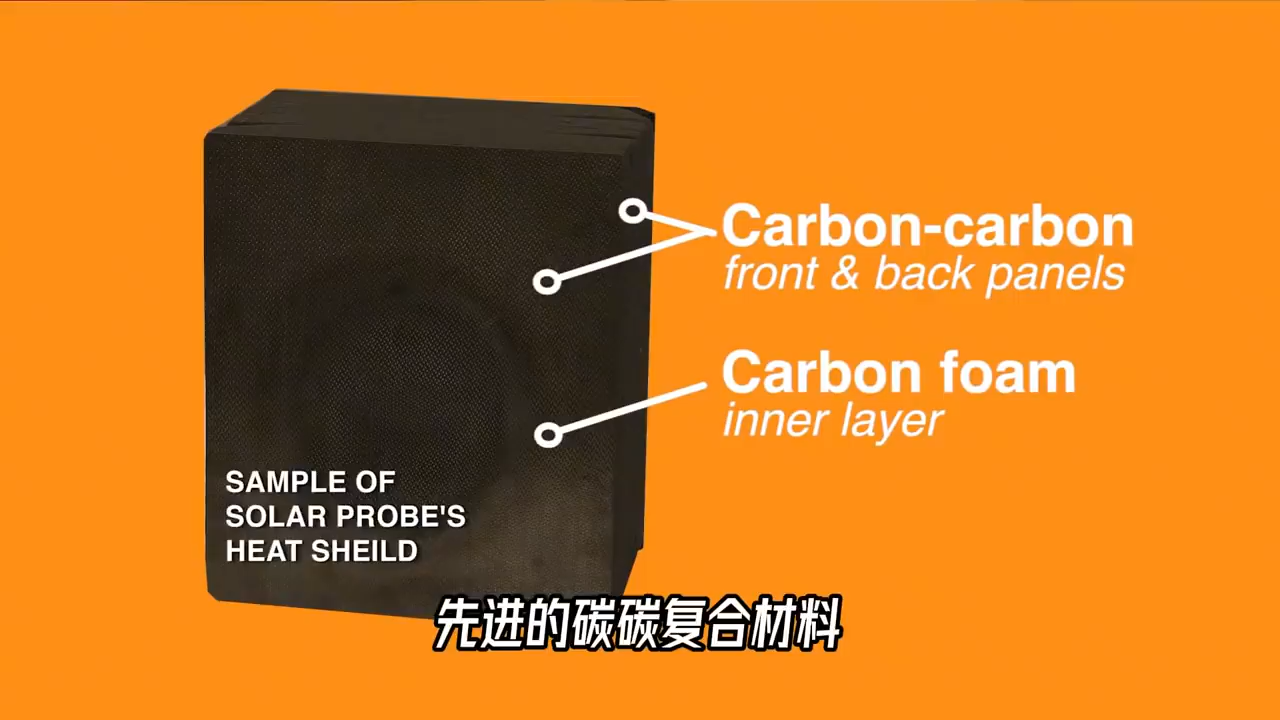 Carbon-carbon
front & back panels
Carbon foam
inner layer
SAMPLE OF
SOLAR PROBE'S
HEAT SHEILD
先进的碳碳复合材料